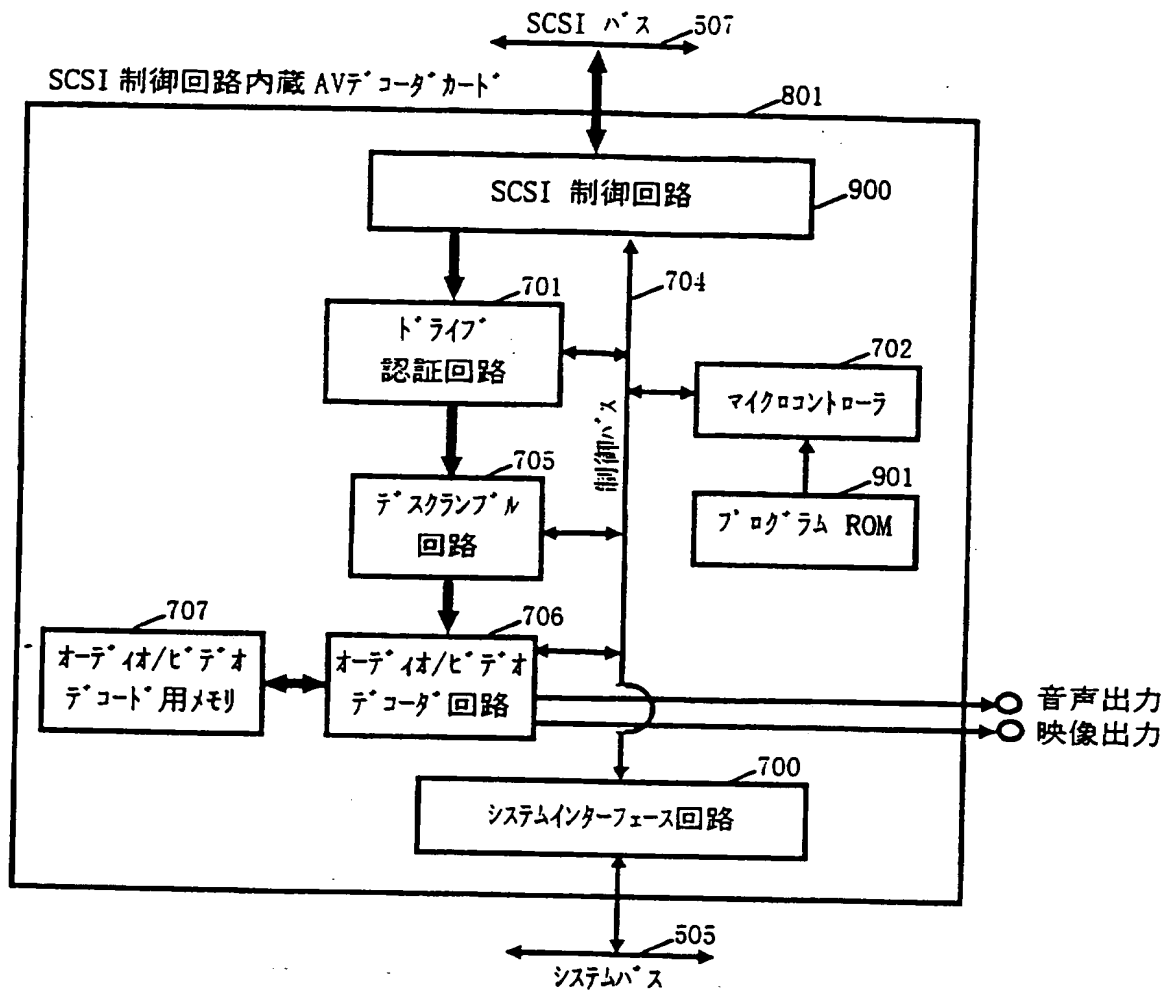 SCSI バス
507
SCSI 制御回路内蔵 AVデコーダカード
801
SCSI 制御回路
900
701
704
ドライブ
認証回路
702
マイクロコントローラ
制御バス
705
901
デスクランブル
回路
プログラム ROM
707
706
オーディオ/ビデオ
デコード用メモリ
オーディオ/ビデオ
デコーダ回路
音声出力
映像出力
700
システムインターフェース回路
505
システムバス